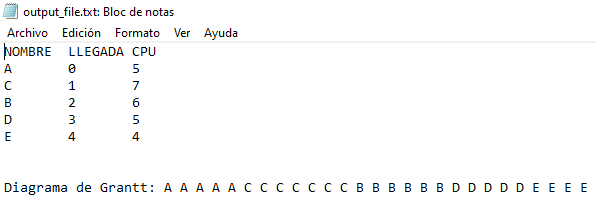 output_file.txt: Bloc de notas
Archivo Edición Formato Ver Ayuda
NOMBRE LLEGADA CPU
A 0 5
C 1 7
B 2 6
D 3 5
E 4 4
Diagrama de Grantt: A A A A A C C C C C C C B B B B B B D D D D D E E E E